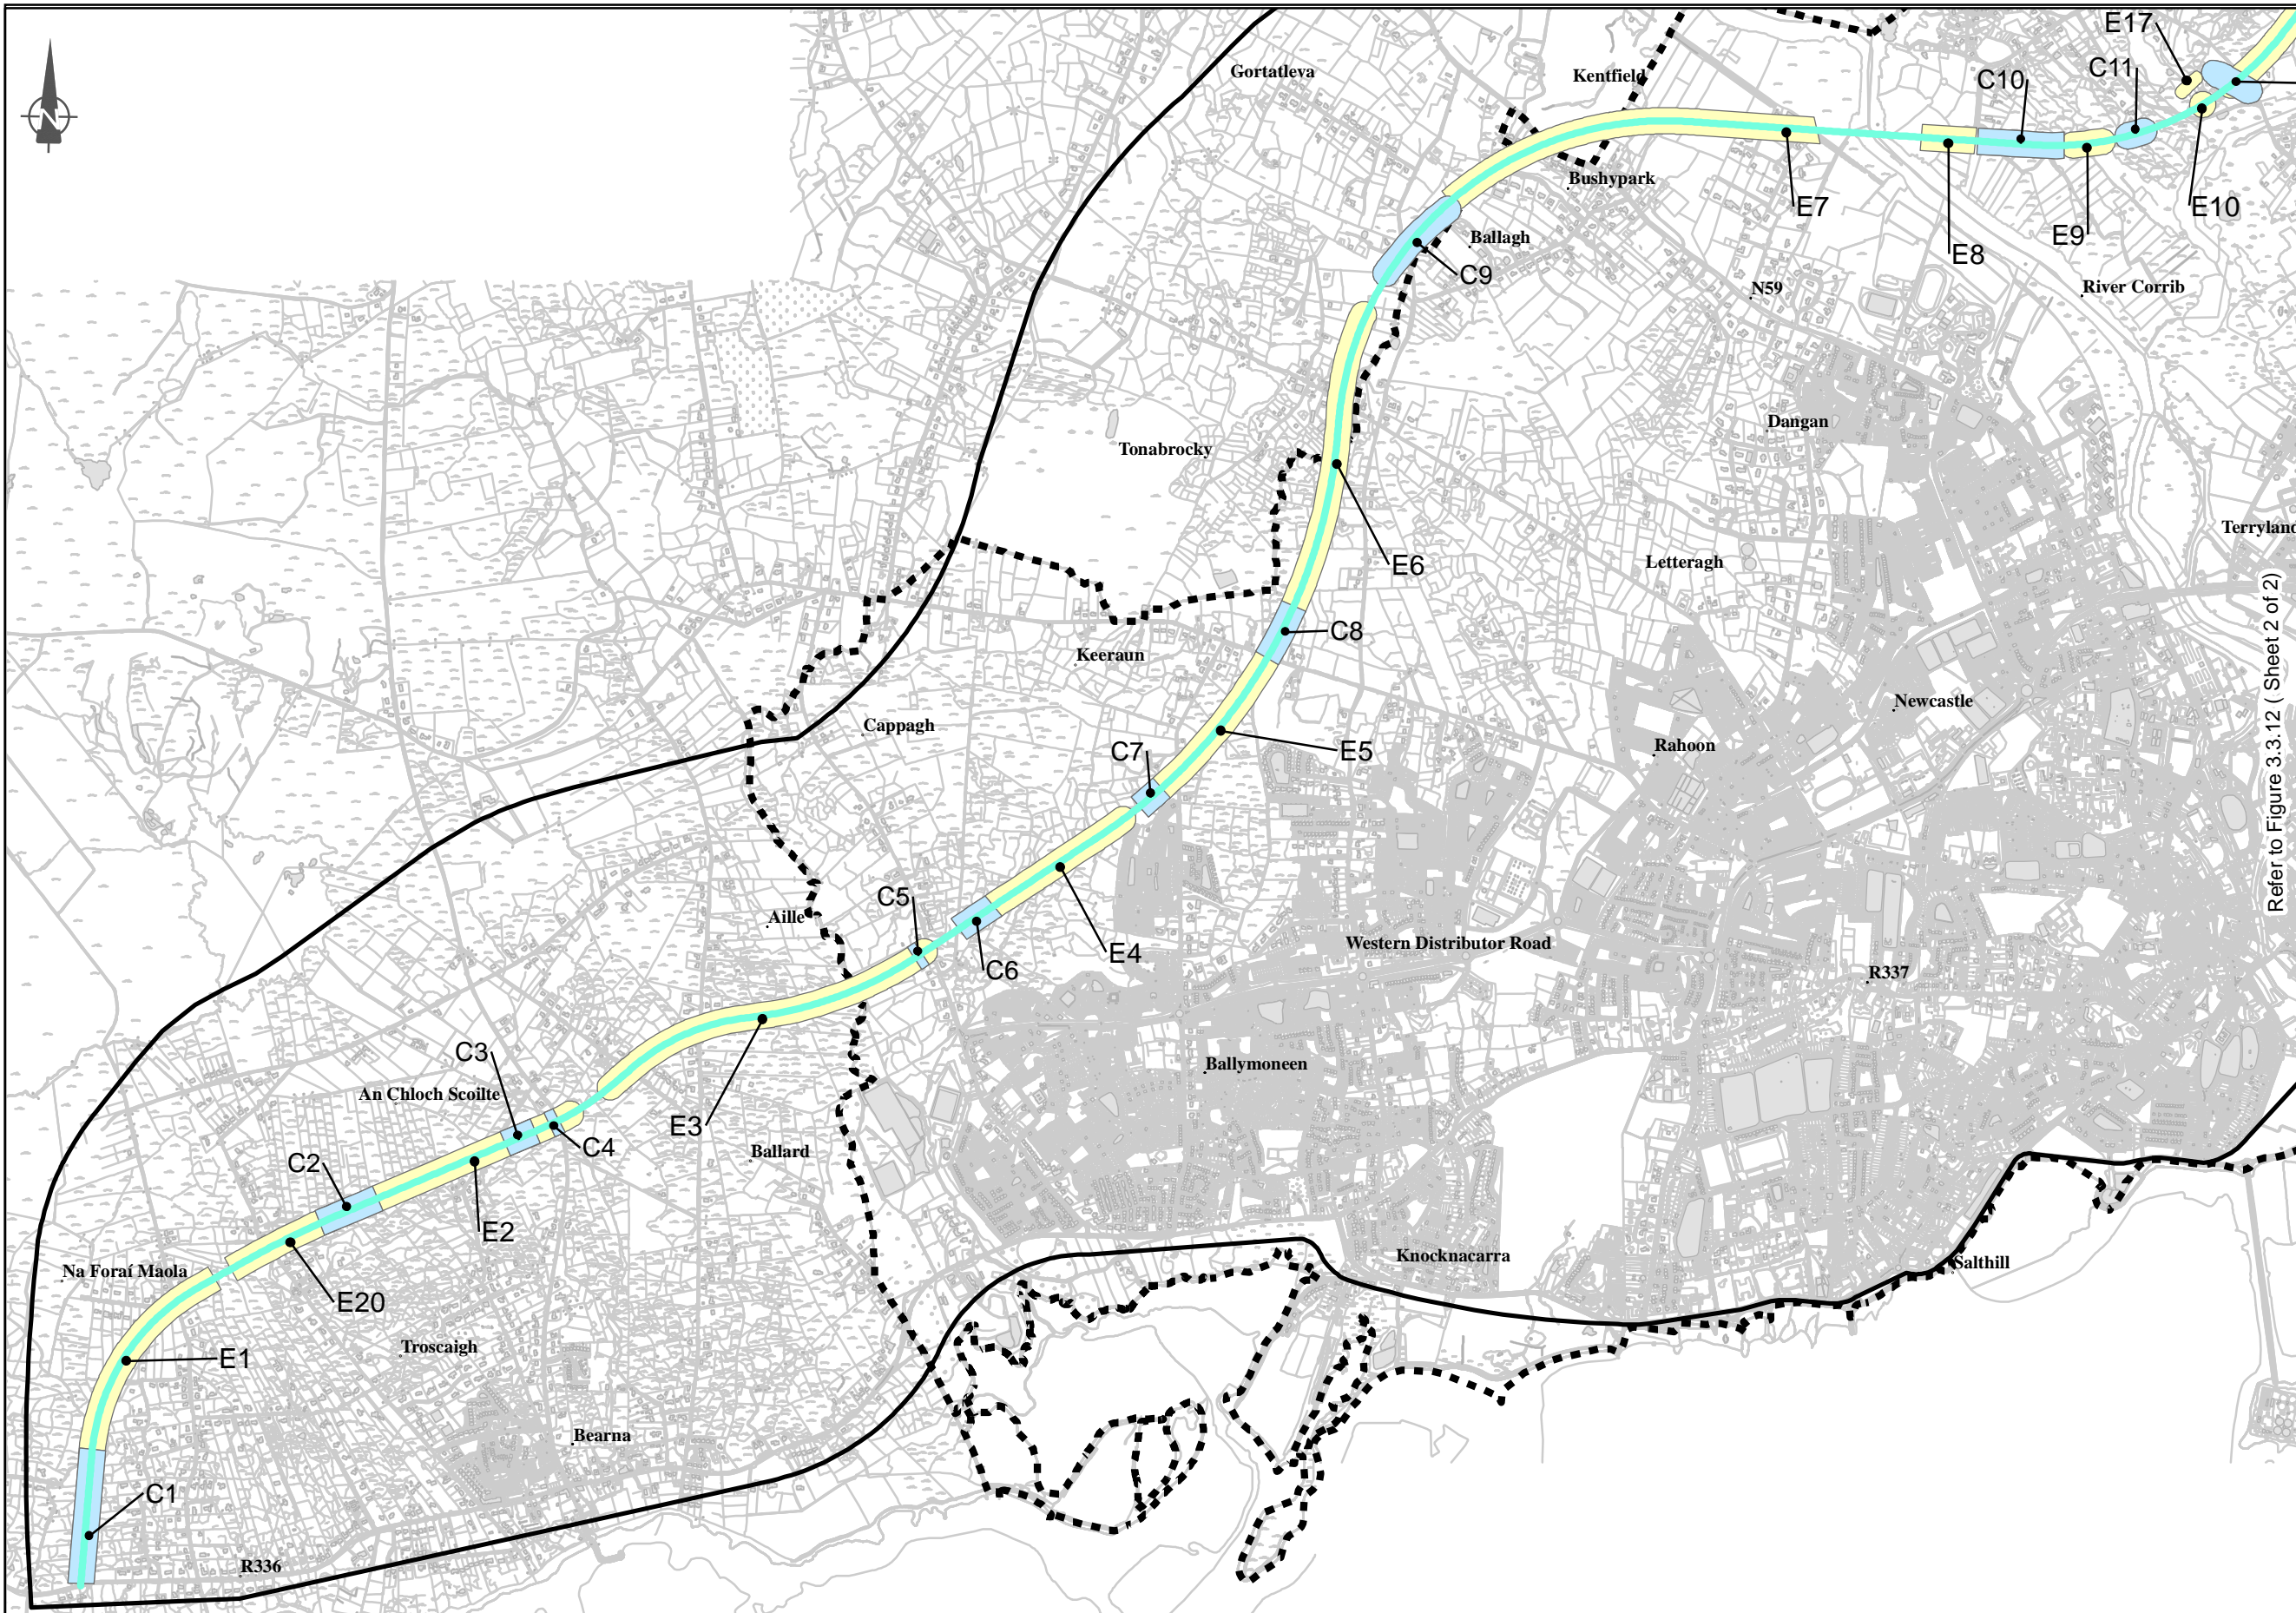 E17
Gortatleva
Kentfield
C11
C10
N
Bushypark
E7
E10
E9
Ballagh
E8
C9
N59
River Corrib
Dangan
Tonabrocky
Terryland
E6
Letteragh
C8
Keeraun
Refer to Figure 3.3.12 ( Sheet 2 of 2)
Newcastle
Cappagh
Rahoon
C7
E5
C5
Aille
Western Distributor Road
E4
C6
R337
C3
Ballymoneen
An Chloch Scoilte
E3
C4
Ballard
C2
E2
Knocknacarra
Salthill
Na Foraí Maola
E20
Troscaigh
E1
Bearna
C1
R336